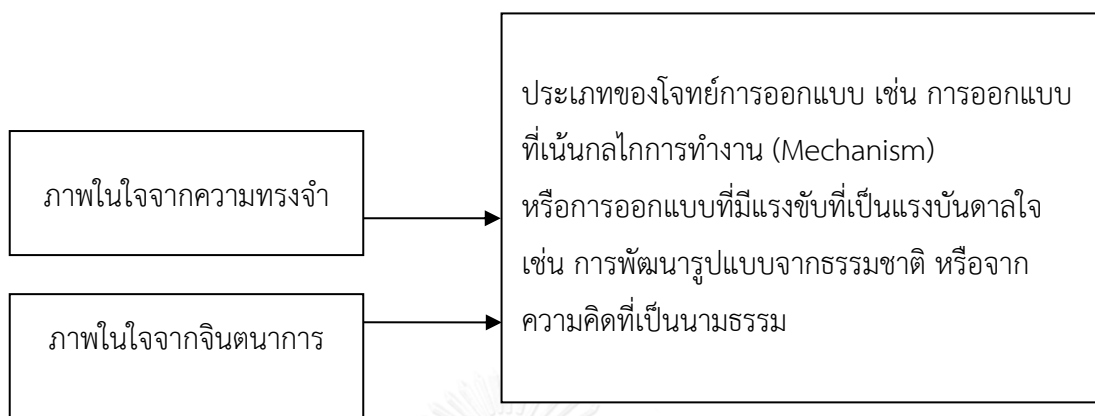 ภาพในใจจากความทรงจำ
ภาพในใจจากจินตนาการ
ประเภทของโจทย์การออกแบบ เช่น การออกแบบ
ที่เน้นกลไกการทำงาน (Mechanism)
หรือการออกแบบที่มีแรงขับที่เป็นแรงบันดาลใจ
เช่น การพัฒนารูปแบบจากธรรมชาติ หรือจาก
ความคิดที่เป็นนามธรรม